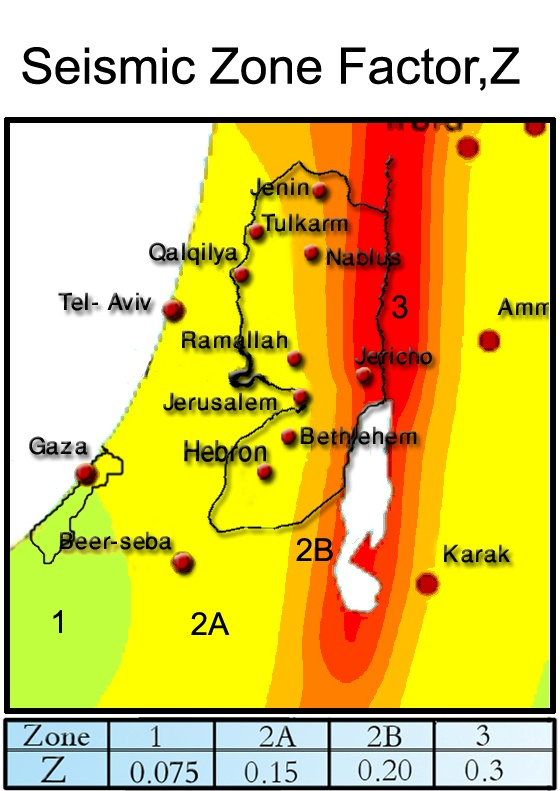 Seismic Zone Factor,Z
Jenin
Tulkarm
Qalqilya
Nablus
Tel- Aviv
3
Amm
Ramallah
Jericho
Jerusalem
Gaza
Bethlehem
Hebron
Beer-seba
2B
Karak
1
2A
Zone 1 2A 2B 3
Z 0.075 0.15 0.20 0.3